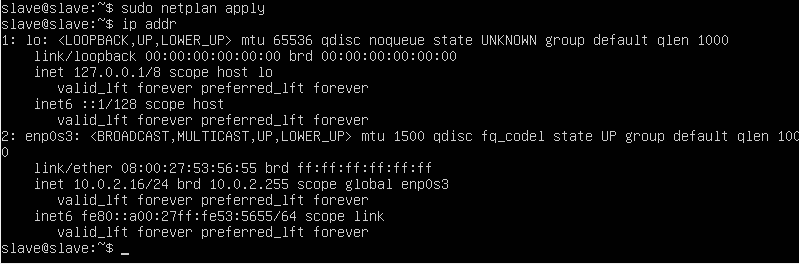 slave@slave:~$ sudo netplan apply
slave@slave:~$ ip addr
1: lo: <LOOPBACK,UP,LOWER_UP> mtu 65536 qdisc noqueue state UNKNOWN group default qlen 1000
    link/loopback 00:00:00:00:00:00 brd 00:00:00:00:00:00
    inet 127.0.0.1/8 scope host lo
       valid_lft forever preferred_lft forever
    inet6 ::1/128 scope host
       valid_lft forever preferred_lft forever
2: enp0s3: <BROADCAST,MULTICAST,UP,LOWER_UP> mtu 1500 qdisc fq_codel state UP group default qlen 100
0
    link/ether 08:00:27:53:56:55 brd ff:ff:ff:ff:ff:ff
    inet 10.0.2.16/24 brd 10.0.2.255 scope global enp0s3
       valid_lft forever preferred_lft forever
    inet6 fe80::a00:27ff:fe53:5655/64 scope link
       valid_lft forever preferred_lft forever
slave@slave:~$ _